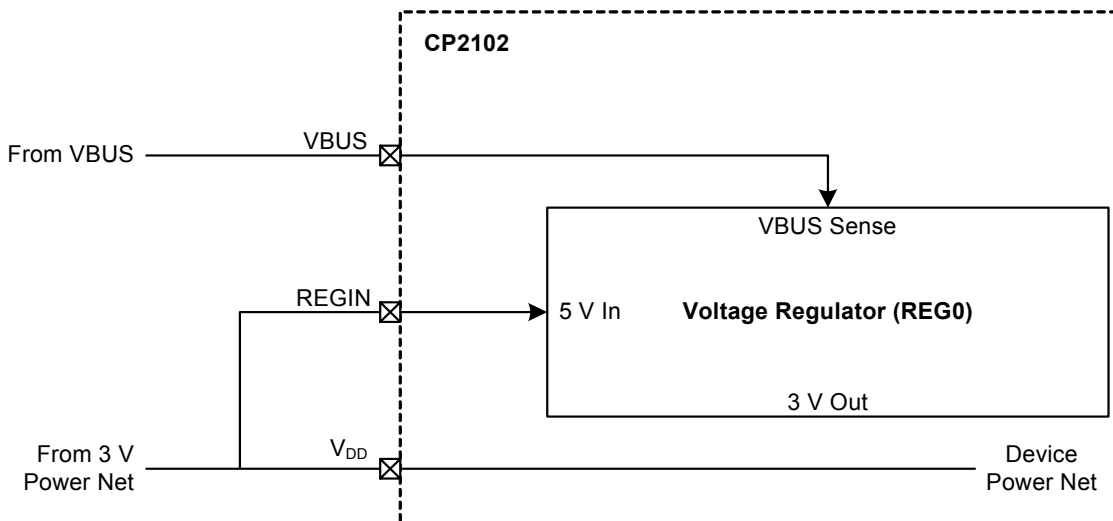 CP2102
From VBUS
VBUS
VBUS Sense
REGIN
5 V In
Voltage Regulator (REG0)
3 V Out
From 3 V
Power Net
VDD
Device
Power Net